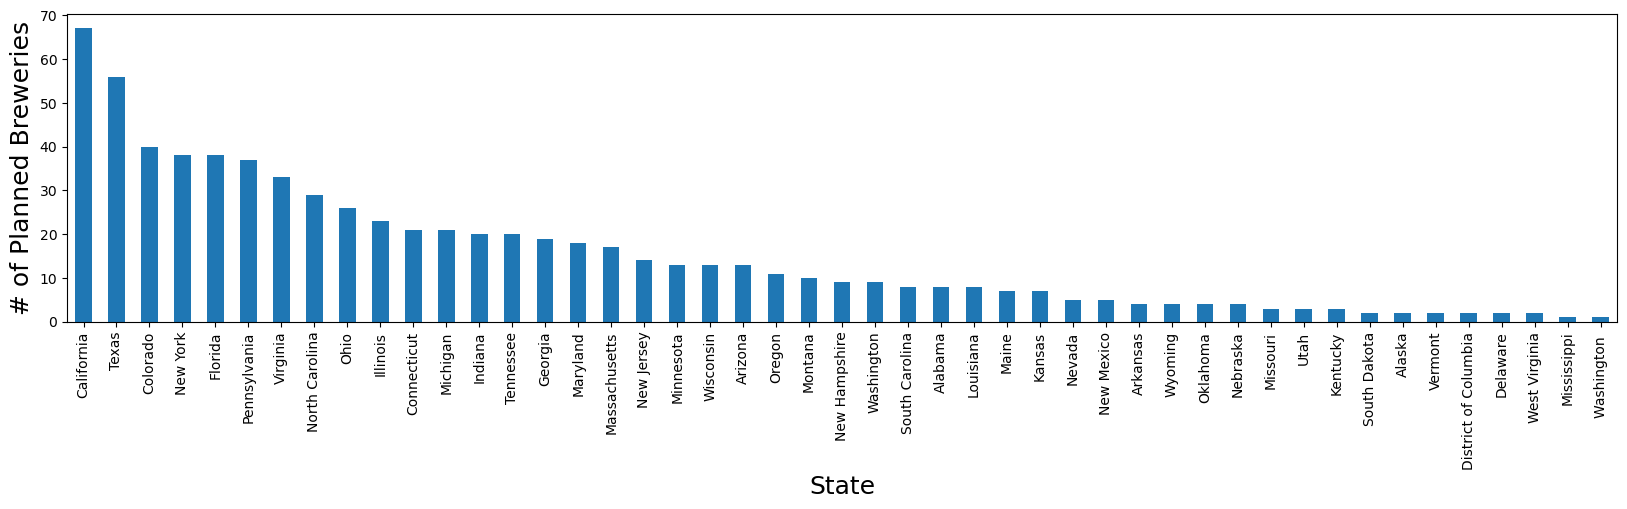 # of Planned Breweries
70
60
50
40
30
20
10
0
California
Texas
Colorado
New York
Florida
Pennsylvania
Virginia
North Carolina
Ohio
Illinois
Connecticut
Michigan
Indiana
Tennessee
Georgia
Maryland
Massachusetts
New Jersey
Minnesota
Wisconsin
Arizona
Oregon
Montana
New Hampshire
Washington
South Carolina
Alabama
Louisiana
Maine
Kansas
Nevada
New Mexico
Arkansas
Wyoming
Oklahoma
Nebraska
Missouri
Utah
Kentucky
South Dakota
Alaska
Vermont
District of Columbia
Delaware
West Virginia
Mississippi
Washington
State